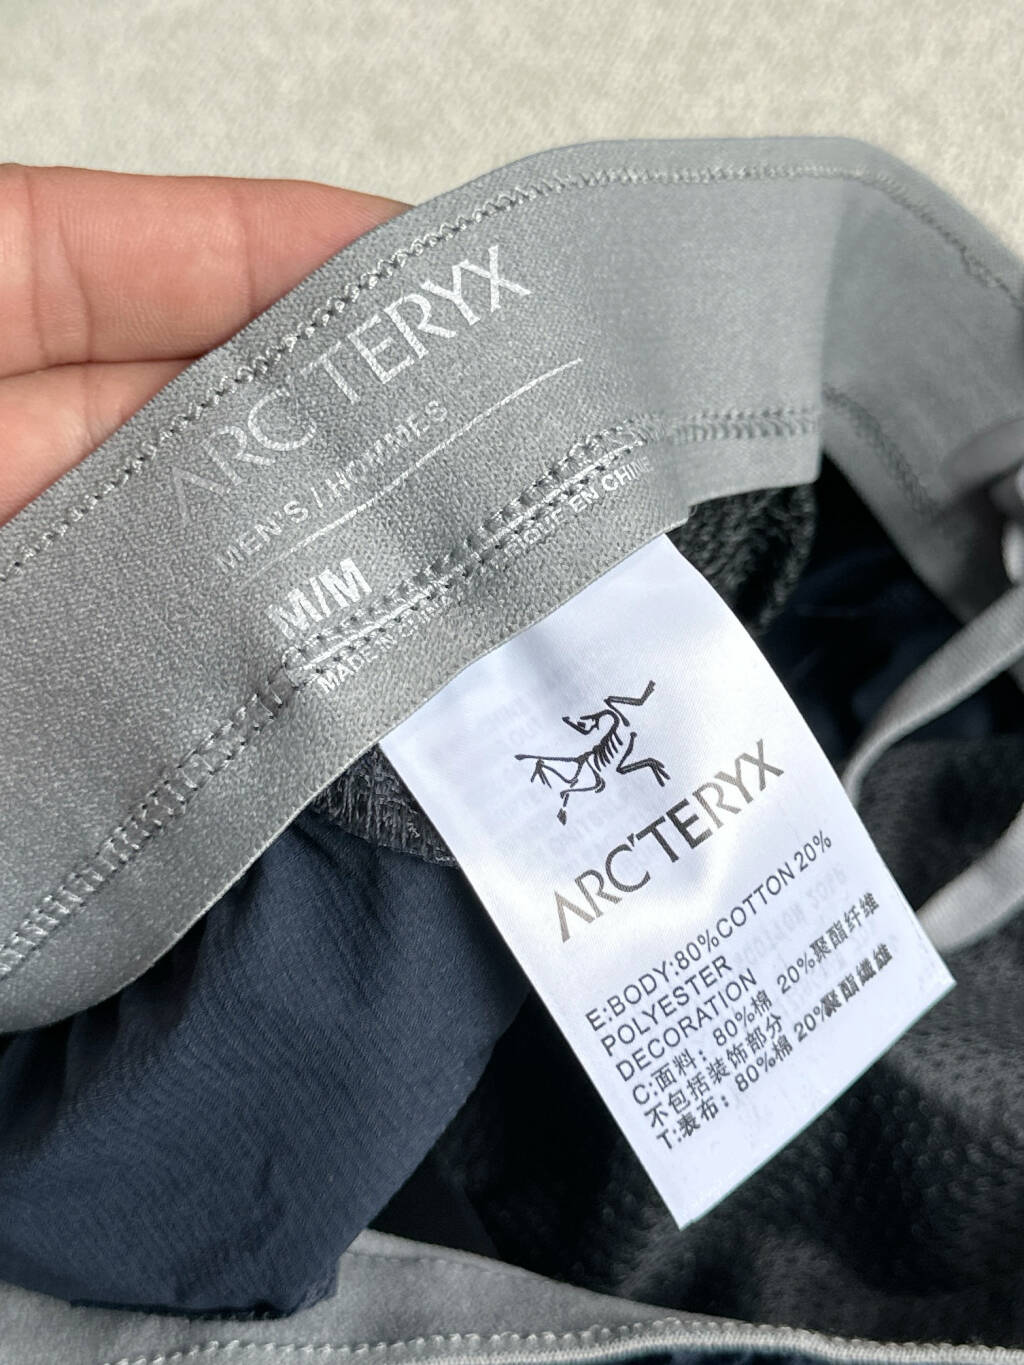 ARC'TERYX
MEN'S / HOMMES
M/M
MADE IN CHINA
EN CHINE
ARC'TERYX
E:BODY:80%COTTON 20%
POLYESTER
DECORATION
C:面料：80%棉 20%聚酯纤维
不包括装饰部分
T:表布：80%棉 20%聚酯纖維